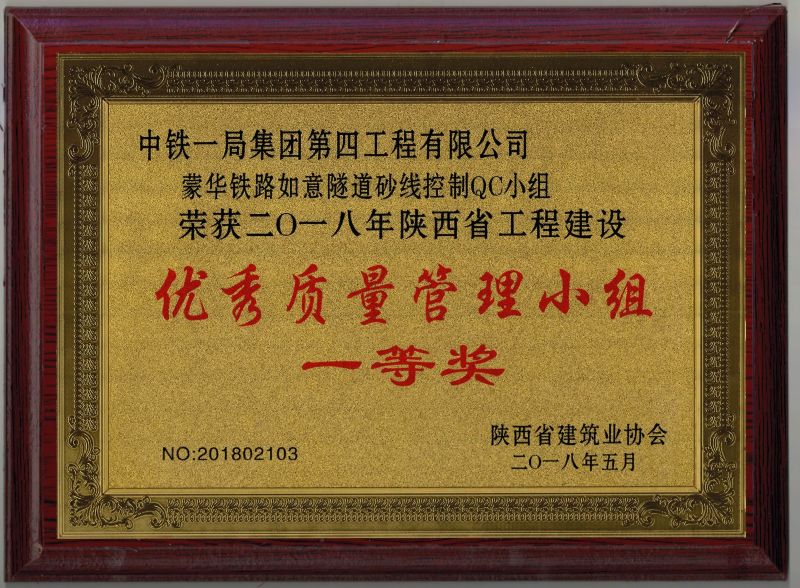 中铁一局集团第四工程有限公司
蒙华铁路如意隧道砂线控制QC小组
荣获二〇一八年陕西省工程建设
优秀质量管理小组
一等奖
陕西省建筑业协会
NO:201802103
二〇一八年五月